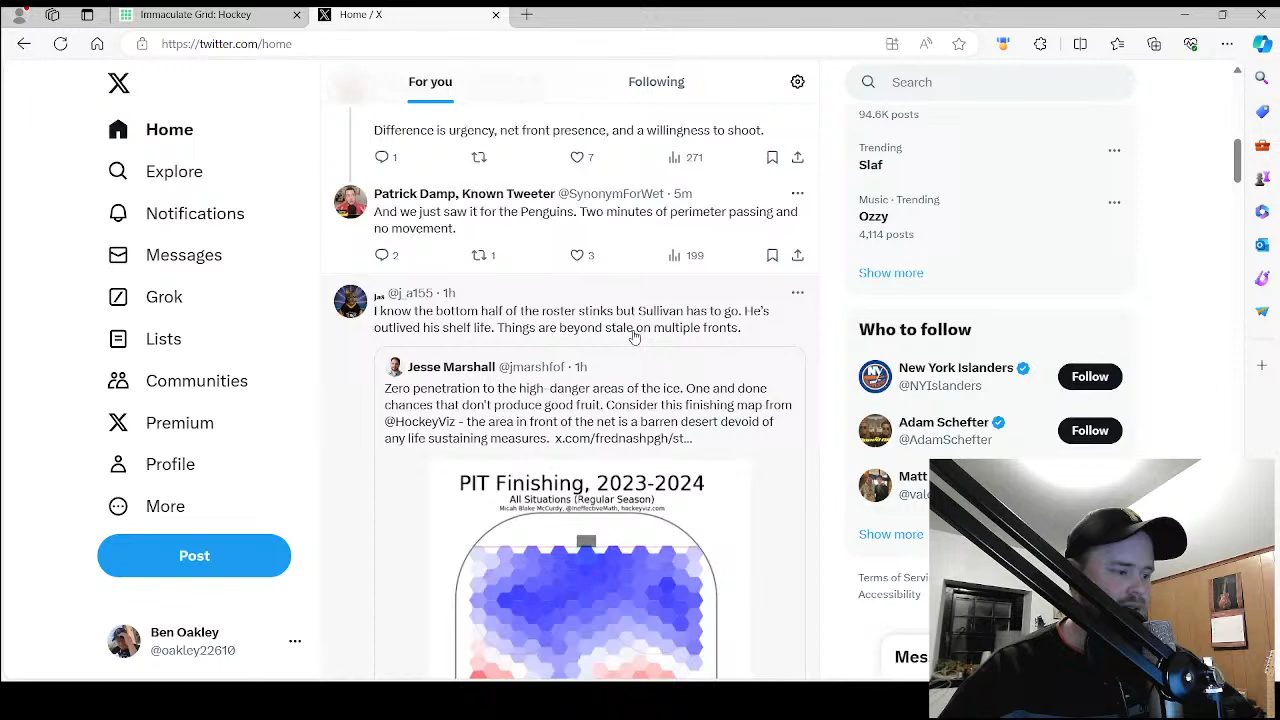 Immaculate Grid: Hockey
Home / X
https://twitter.com/home
For you
Following
Search
Home
Explore
Notifications
Messages
Grok
Lists
Communities
Premium
Profile
More
Post
Ben Oakley
@oakley22610
Difference is urgency, net front presence, and a willingness to shoot.
1
7
271
Patrick Damp, Known Tweeter @SynonymForWet · 5m
And we just saw it for the Penguins. Two minutes of perimeter passing and
no movement.
2
1
3
199
Jas @j_a155 · 1h
I know the bottom half of the roster stinks but Sullivan has to go. He's
outlived his shelf life. Things are beyond stale on multiple fronts.
Jesse Marshall @jmarshfof · 1h
Zero penetration to the high-danger areas of the ice. One and done
chances that don't produce good fruit. Consider this finishing map from
@HockeyViz - the area in front of the net is a barren desert devoid of
any life sustaining measures. x.com/frednashpgh/st...
PIT Finishing, 2023-2024
All Situations (Regular Season)
Micah Blake McCurdy, @IneffectiveMath, hockeyviz.com
94.6K posts
Trending
Slaf
Music · Trending
Ozzy
4,114 posts
Show more
Who to follow
New York Islanders
@NYIslanders
Follow
Adam Schefter
@AdamSchefter
Follow
Matt
Show more
Terms of
Accessibility